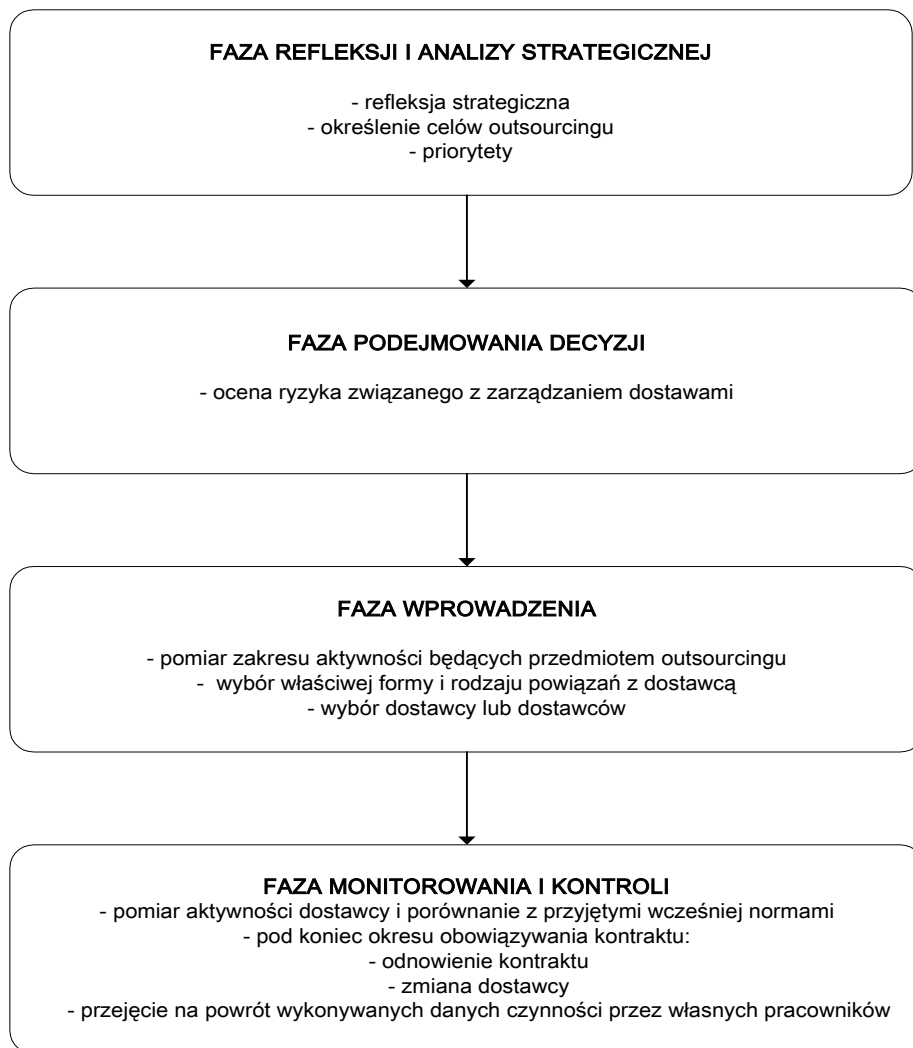 FAZA REFLEKSJI I ANALIZY STRATEGICZNEJ
- refleksja strategiczna
- określenie celów outsourcingu
- priorytety
FAZA PODEJMOWANIA DECYZJI
- ocena ryzyka związanego z zarządzaniem dostawami
FAZA WPROWADZENIA
- pomiar zakresu aktywności będących przedmiotem outsourcingu
- wybór właściwej formy i rodzaju powiązań z dostawcą
- wybór dostawcy lub dostawców
FAZA MONITOROWANIA I KONTROLI
- pomiar aktywności dostawcy i porównanie z przyjętymi wcześniej normami
- pod koniec okresu obowiązywania kontraktu:
- odnowienie kontraktu
- zmiana dostawcy
- przejęcie na powrót wykonywanych danych czynności przez własnych pracowników